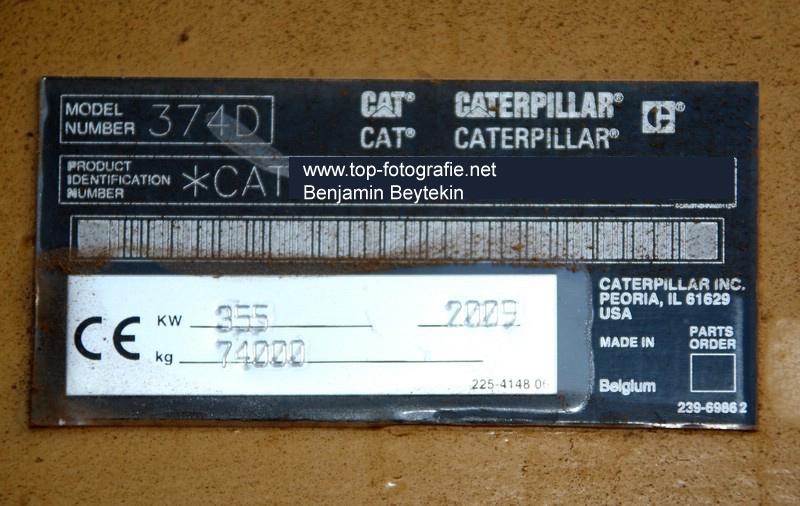 MODEL NUMBER 374D
CAT® CATERPILLAR® C®
CAT® CATERPILLAR®
PRODUCT IDENTIFICATION NUMBER *CAT
www.top-fotografie.net
Benjamin Beytekin
CATERPILLAR INC.
PEORIA, IL 61629
USA
CE
KW 355 2009
kg 74000
225-4148 06
MADE IN
Belgium
PARTS ORDER
239-6986 2